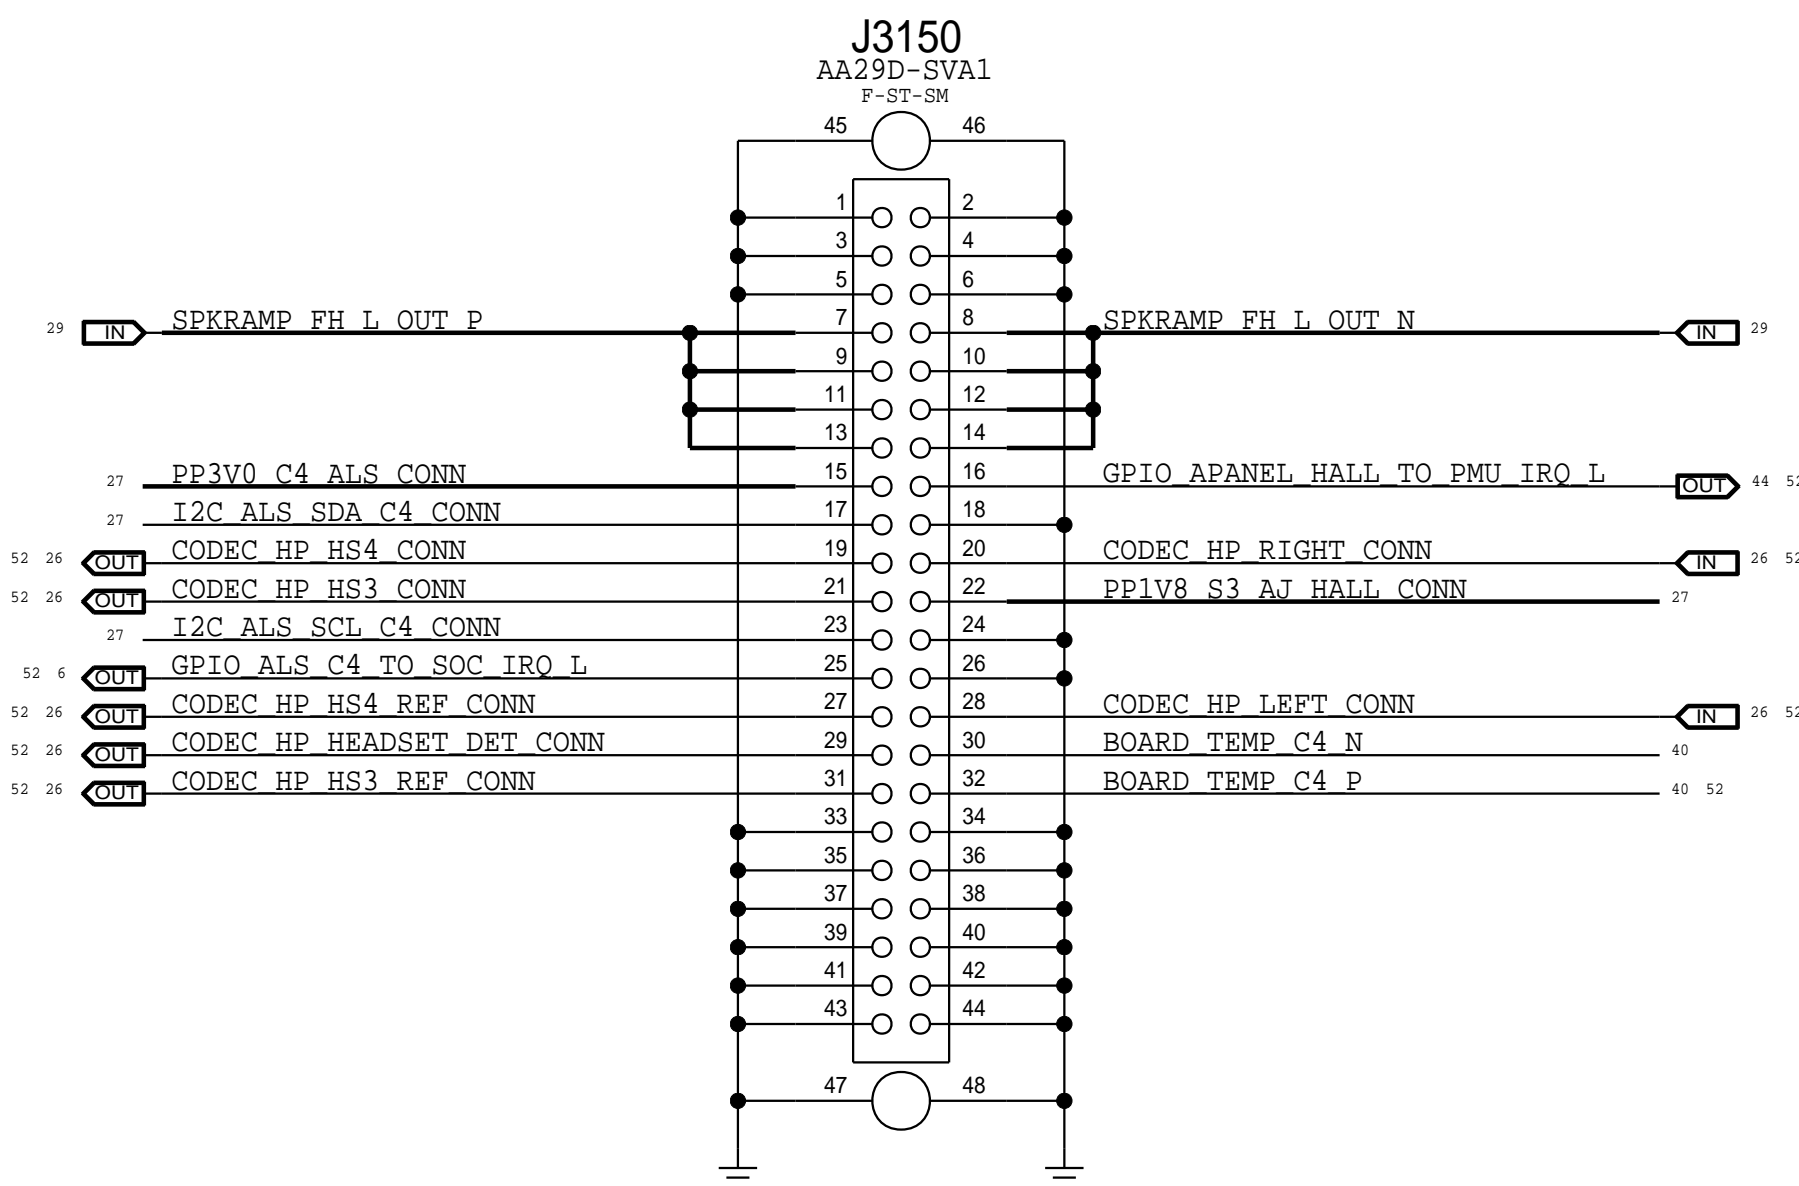 J3150
AA29D-SVA1
F-ST-SM
45 46
1 2
3 4
5 6
29 IN SPKRAMP_FH_L_OUT_P 7 8 SPKRAMP_FH_L_OUT_N IN 29
9 10
11 12
13 14
27 PP3V0_C4_ALS_CONN 15 16 GPIO_APANEL_HALL_TO_PMU_IRQ_L OUT 44 52
27 I2C_ALS_SDA_C4_CONN 17 18
52 26 OUT CODEC_HP_HS4_CONN 19 20 CODEC_HP_RIGHT_CONN IN 26 52
52 26 OUT CODEC_HP_HS3_CONN 21 22 PP1V8_S3_AJ_HALL_CONN 27
27 I2C_ALS_SCL_C4_CONN 23 24
52 6 OUT GPIO_ALS_C4_TO_SOC_IRQ_L 25 26
52 26 OUT CODEC_HP_HS4_REF_CONN 27 28 CODEC_HP_LEFT_CONN IN 26 52
52 26 OUT CODEC_HP_HEADSET_DET_CONN 29 30 BOARD_TEMP_C4_N 40
52 26 OUT CODEC_HP_HS3_REF_CONN 31 32 BOARD_TEMP_C4_P 40 52
33 34
35 36
37 38
39 40
41 42
43 44
47 48